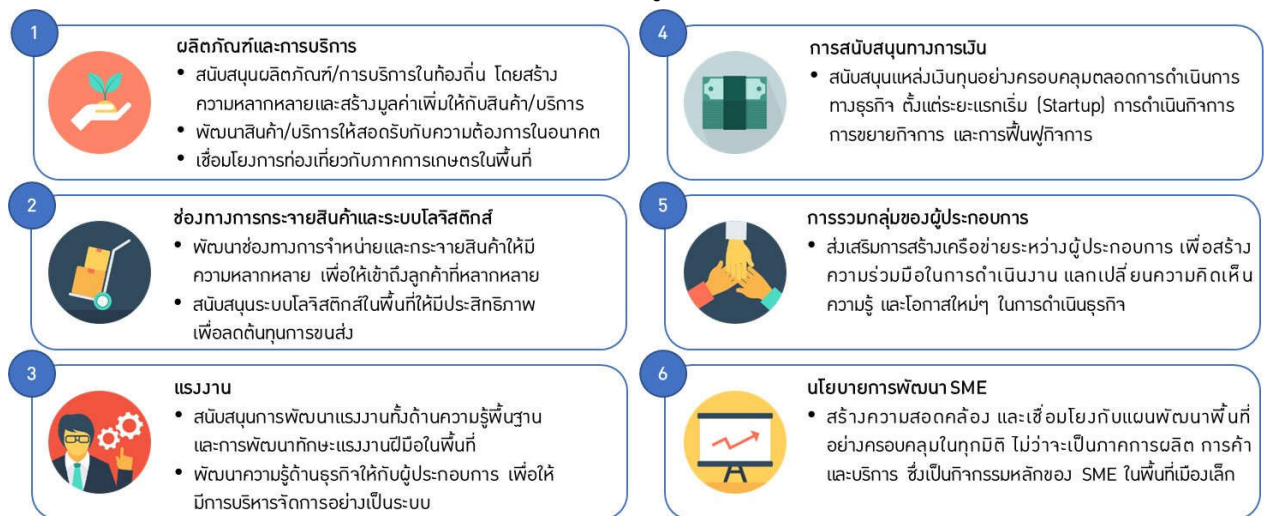 1
ผลิตภัณฑ์และการบริการ
• สนับสนุนผลิตภัณฑ์/การบริการในท้องถิ่น โดยสร้าง
ความหลากหลายและสร้างมูลค่าเพิ่มให้กับสินค้า/บริการ
• พัฒนาสินค้า/บริการให้สอดรับกับความต้องการในอนาคต
• เชื่อมโยงการท่องเที่ยวกับภาคการเกษตรในพื้นที่
2
ช่องทางการกระจายสินค้าและระบบโลจิสติกส์
• พัฒนาช่องทางการจำหน่ายและกระจายสินค้าให้มี
ความหลากหลาย เพื่อให้เข้าถึงลูกค้าที่หลากหลาย
• สนับสนุนระบบโลจิสติกส์ในพื้นที่ให้มีประสิทธิภาพ
เพื่อลดต้นทุนการขนส่ง
3
แรงงาน
• สนับสนุนการพัฒนาแรงงานทั้งด้านความรู้พื้นฐาน
และการพัฒนาทักษะแรงงานฝีมือในพื้นที่
• พัฒนาความรู้ด้านธุรกิจให้กับผู้ประกอบการ เพื่อให้
มีการบริหารจัดการอย่างเป็นระบบ
4
การสนับสนุนทางการเงิน
• สนับสนุนแหล่งเงินทุนอย่างครอบคลุมตลอดการดำเนินการ
ทางธุรกิจ ตั้งแต่ระยะแรกเริ่ม (Startup) การดำเนินกิจการ
การขยายกิจการ และการฟื้นฟูกิจการ
5
การรวมกลุ่มของผู้ประกอบการ
• ส่งเสริมการสร้างเครือข่ายระหว่างผู้ประกอบการ เพื่อสร้าง
ความร่วมมือในการดำเนินงาน แลกเปลี่ยนความคิดเห็น
ความรู้ และโอกาสใหม่ๆ ในการดำเนินธุรกิจ
6
นโยบายการพัฒนา SME
• สร้างความสอดคล้อง และเชื่อมโยงกับแผนพัฒนาพื้นที่
อย่างครอบคลุมในทุกมิติ ไม่ว่าจะเป็นภาคการผลิต การค้า
และบริการ ซึ่งเป็นกิจกรรมหลักของ SME ในพื้นที่เมืองเล็ก